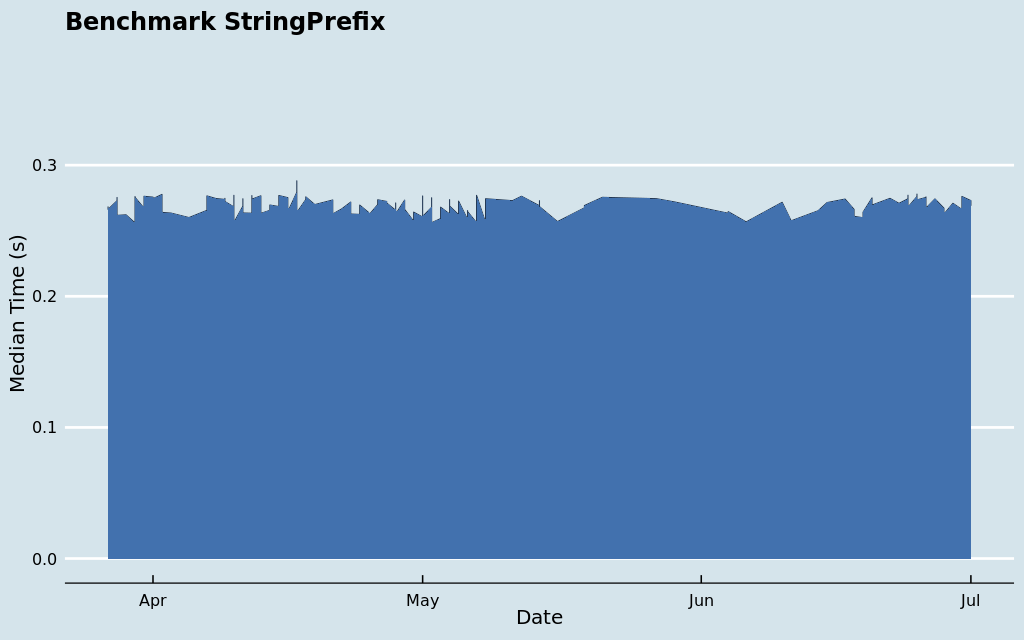 Benchmark StringPrefix
0.3
0.2
0.1
0.0
Median Time (s)
Apr
May
Jun
Jul
Date